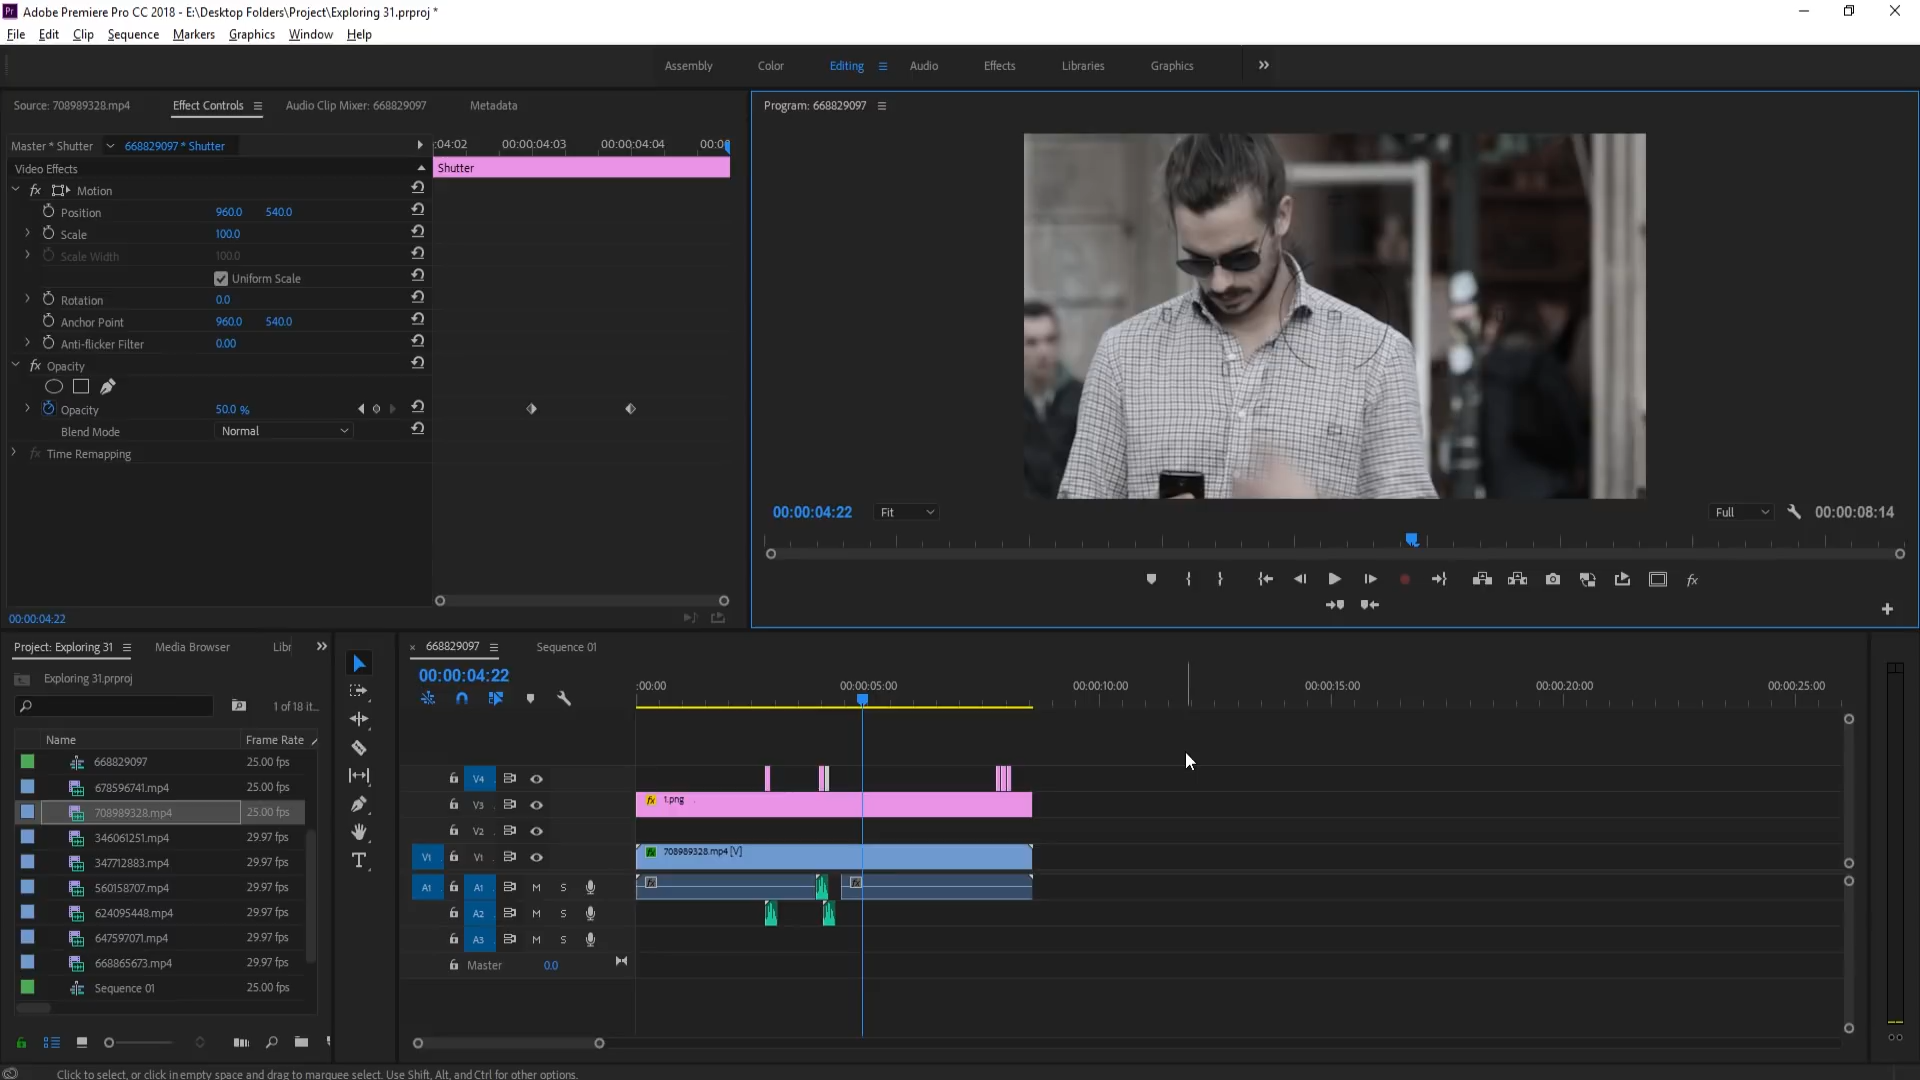 Pr Adobe Premiere Pro CC 2018 - E:\Desktop Folders\Project\Exploring 31.prproj *
File Edit Clip Sequence Markers Graphics Window Help
Assembly Color Editing Audio Effects Libraries Graphics
Source: 708989328.mp4 Effect Controls Audio Clip Mixer: 668829097 Metadata
Program: 668829097
Master * Shutter 668829097 * Shutter
:04:02 00:00:04:03 00:00:04:04 00:00
Video Effects
Shutter
fx Motion
Position 960.0 540.0
Scale 100.0
Scale Width 100.0
Uniform Scale
Rotation 0.0
Anchor Point 960.0 540.0
Anti-flicker Filter 0.00
fx Opacity
Opacity 50.0 %
Blend Mode Normal
fx Time Remapping
00:00:04:22
00:00:04:22 Fit Full 00:00:08:14
fx
Project: Exploring 31 Media Browser Libr
Exploring 31.prproj
1 of 18 it...
Name Frame Rate
668829097 25.00 fps
678596741.mp4 25.00 fps
708989328.mp4 25.00 fps
346061251.mp4 29.97 fps
347712883.mp4 29.97 fps
560158707.mp4 29.97 fps
624095448.mp4 29.97 fps
647597071.mp4 29.97 fps
668865673.mp4 29.97 fps
Sequence 01 25.00 fps
T
× 668829097 Sequence 01
00:00:04:22
:00:00 00:00:05:00 00:00:10:00 00:00:15:00 00:00:20:00 00:00:25:00
V4
V3 fx 1.png
V2
V1 V1 fx 708989328.mp4 [V]
A1 A1 M S fx fx
A2 M S
A3 M S
Master 0.0
Click to select, or click in empty space and drag to marquee select. Use Shift, Alt, and Ctrl for other options.